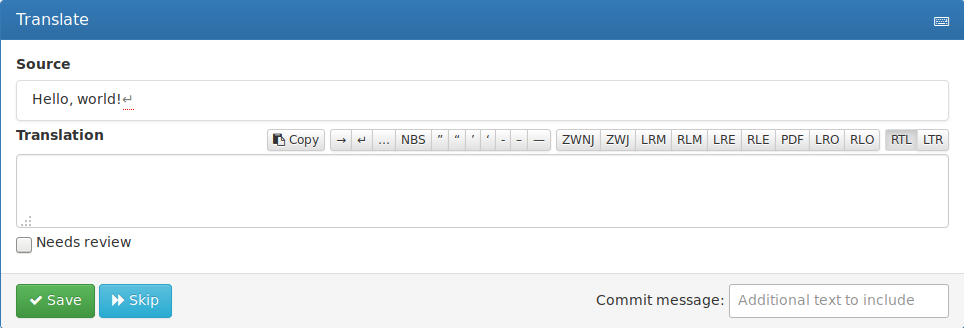 Translate
Source
Hello, world!↵
Translation Copy → ↵ … NBS ” “ ’ ‘ - – — ZWNJ ZWJ LRM RLM LRE RLE PDF LRO RLO RTL LTR
Needs review
Save Skip Commit message: Additional text to include